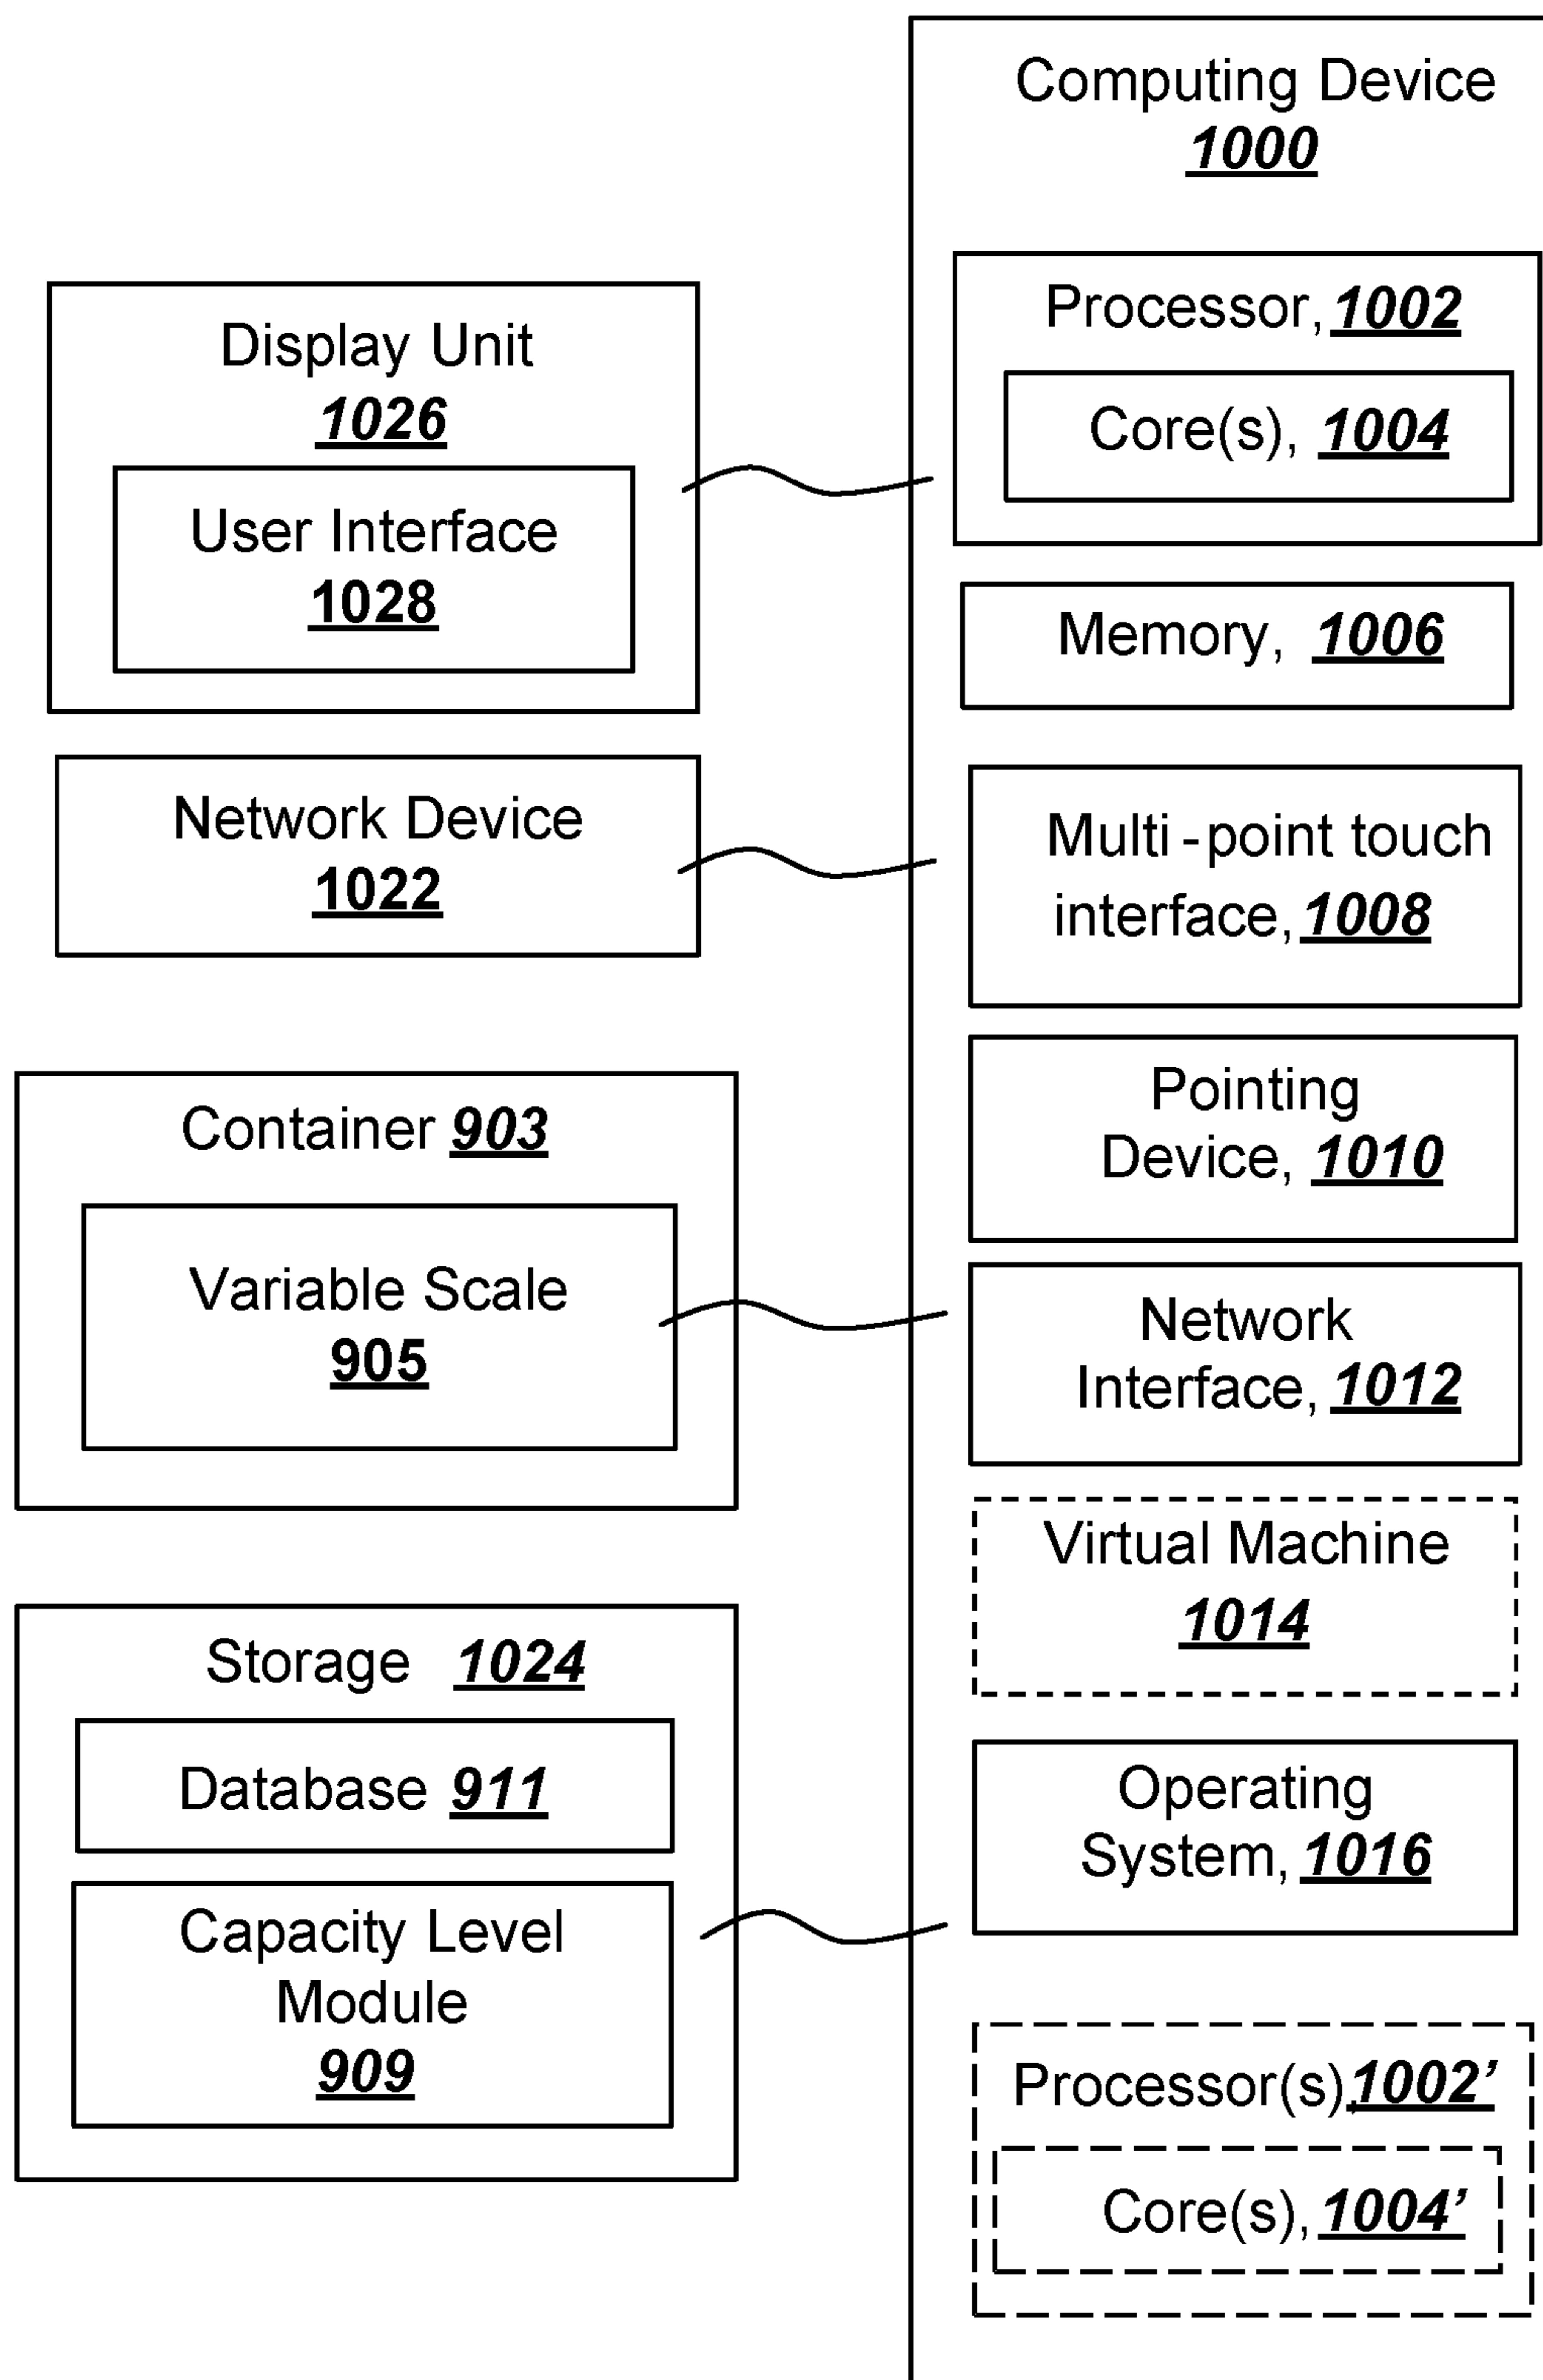 Computing Device
1000
Processor, 1002
Core(s), 1004
Memory, 1006
Multi-point touch
interface, 1008
Pointing
Device, 1010
Network
Interface, 1012
Virtual Machine
1014
Operating
System, 1016
Processor(s), 1002’
Core(s), 1004’
Display Unit
1026
User Interface
1028
Network Device
1022
Container 903
Variable Scale
905
Storage 1024
Database 911
Capacity Level
Module
909